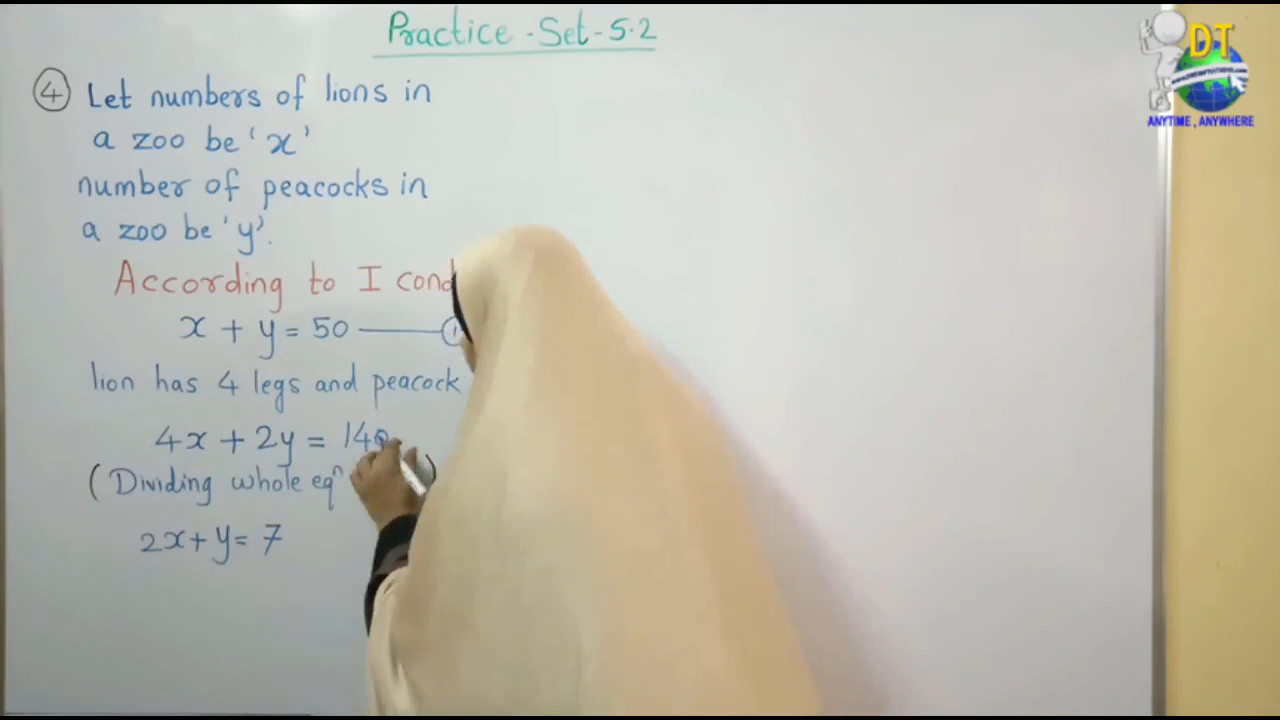 Practice - Set - 5.2
④ Let numbers of lions in
a zoo be 'x'
number of peacocks in
a zoo be 'y'.
According to I cond
x + y = 50
lion has 4 legs and peacock
4x + 2y = 140
(Dividing whole eqⁿ )
2x + y = 7
DT
ANYTIME , ANYWHERE